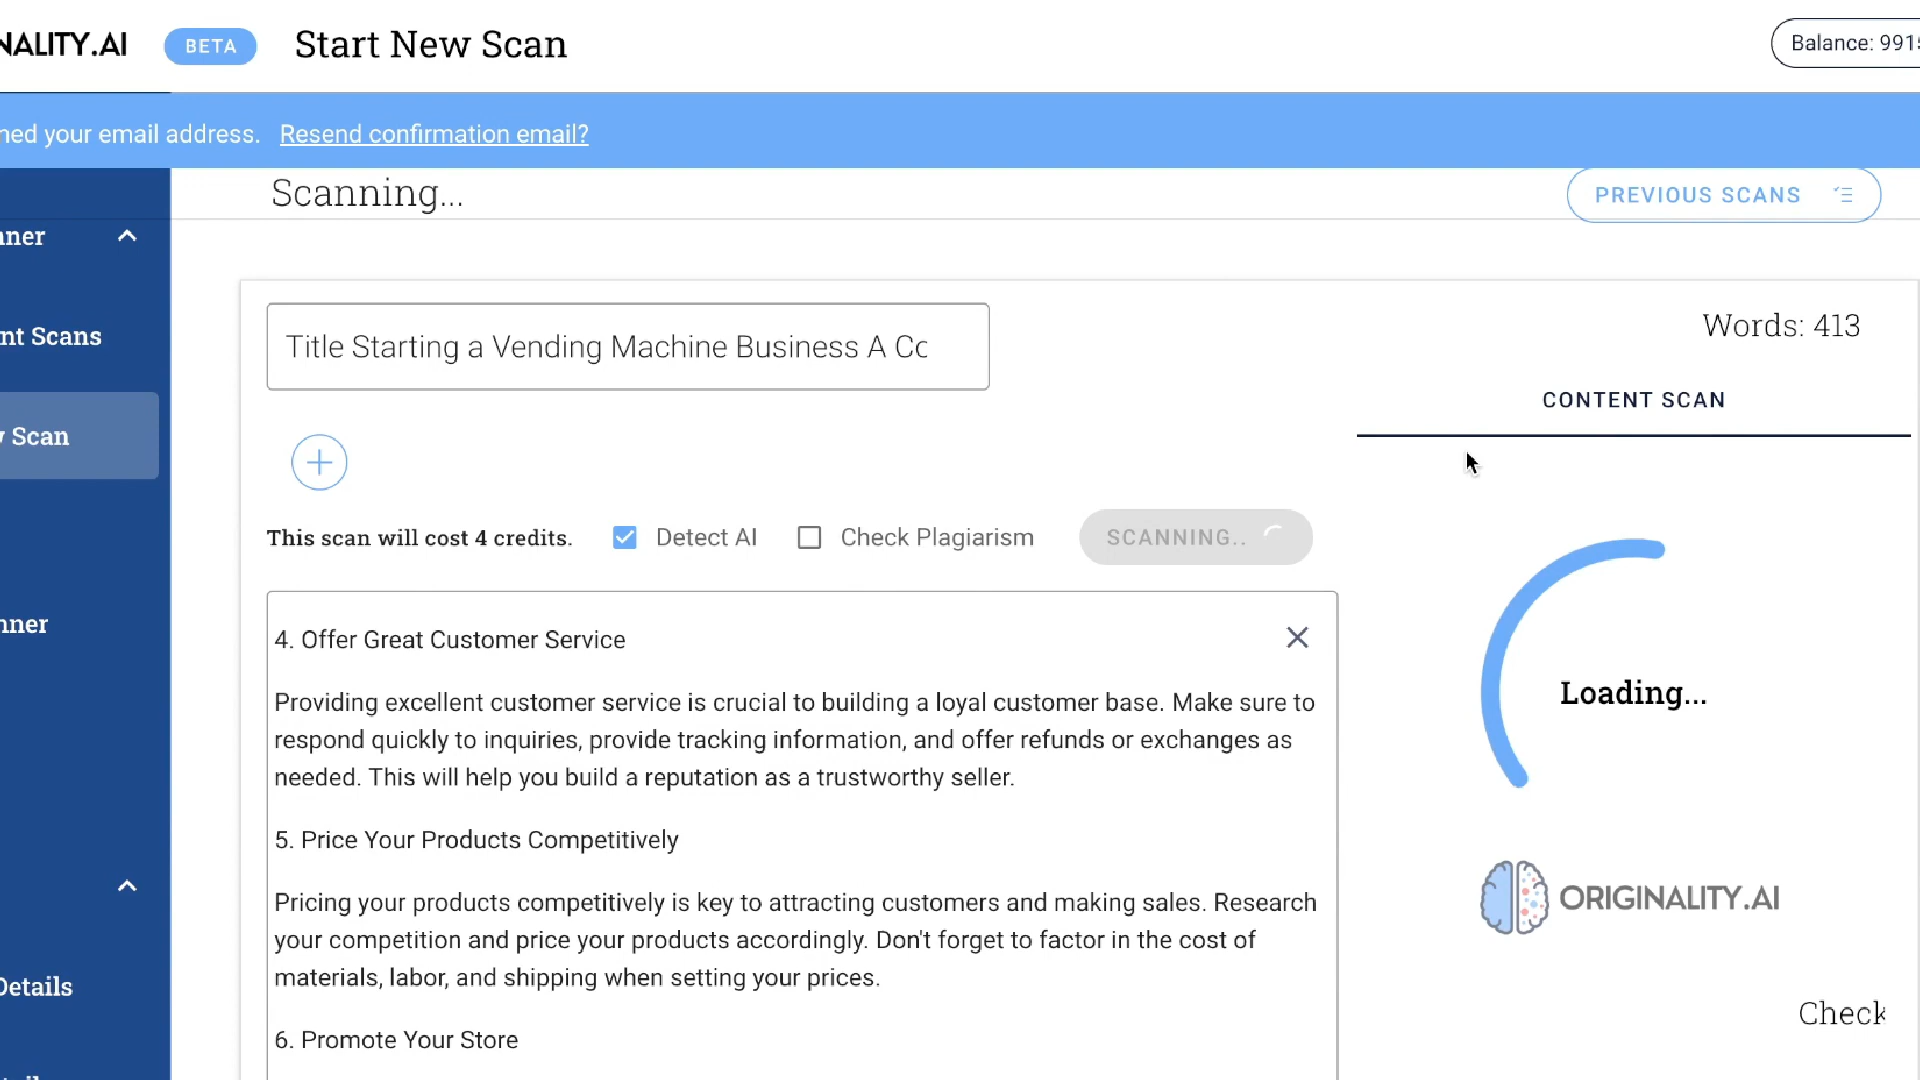 NALITY.AI BETA Start New Scan Balance: 991
your email address. Resend confirmation email?
Scanning...
PREVIOUS SCANS
Scans
Scan
Details
Title Starting a Vending Machine Business A Co
Words: 413
CONTENT SCAN
This scan will cost 4 credits. Detect AI Check Plagiarism SCANNING..
4. Offer Great Customer Service
Providing excellent customer service is crucial to building a loyal customer base. Make sure to
respond quickly to inquiries, provide tracking information, and offer refunds or exchanges as
needed. This will help you build a reputation as a trustworthy seller.
5. Price Your Products Competitively
Pricing your products competitively is key to attracting customers and making sales. Research
your competition and price your products accordingly. Don't forget to factor in the cost of
materials, labor, and shipping when setting your prices.
6. Promote Your Store
Loading...
ORIGINALITY.AI
Check